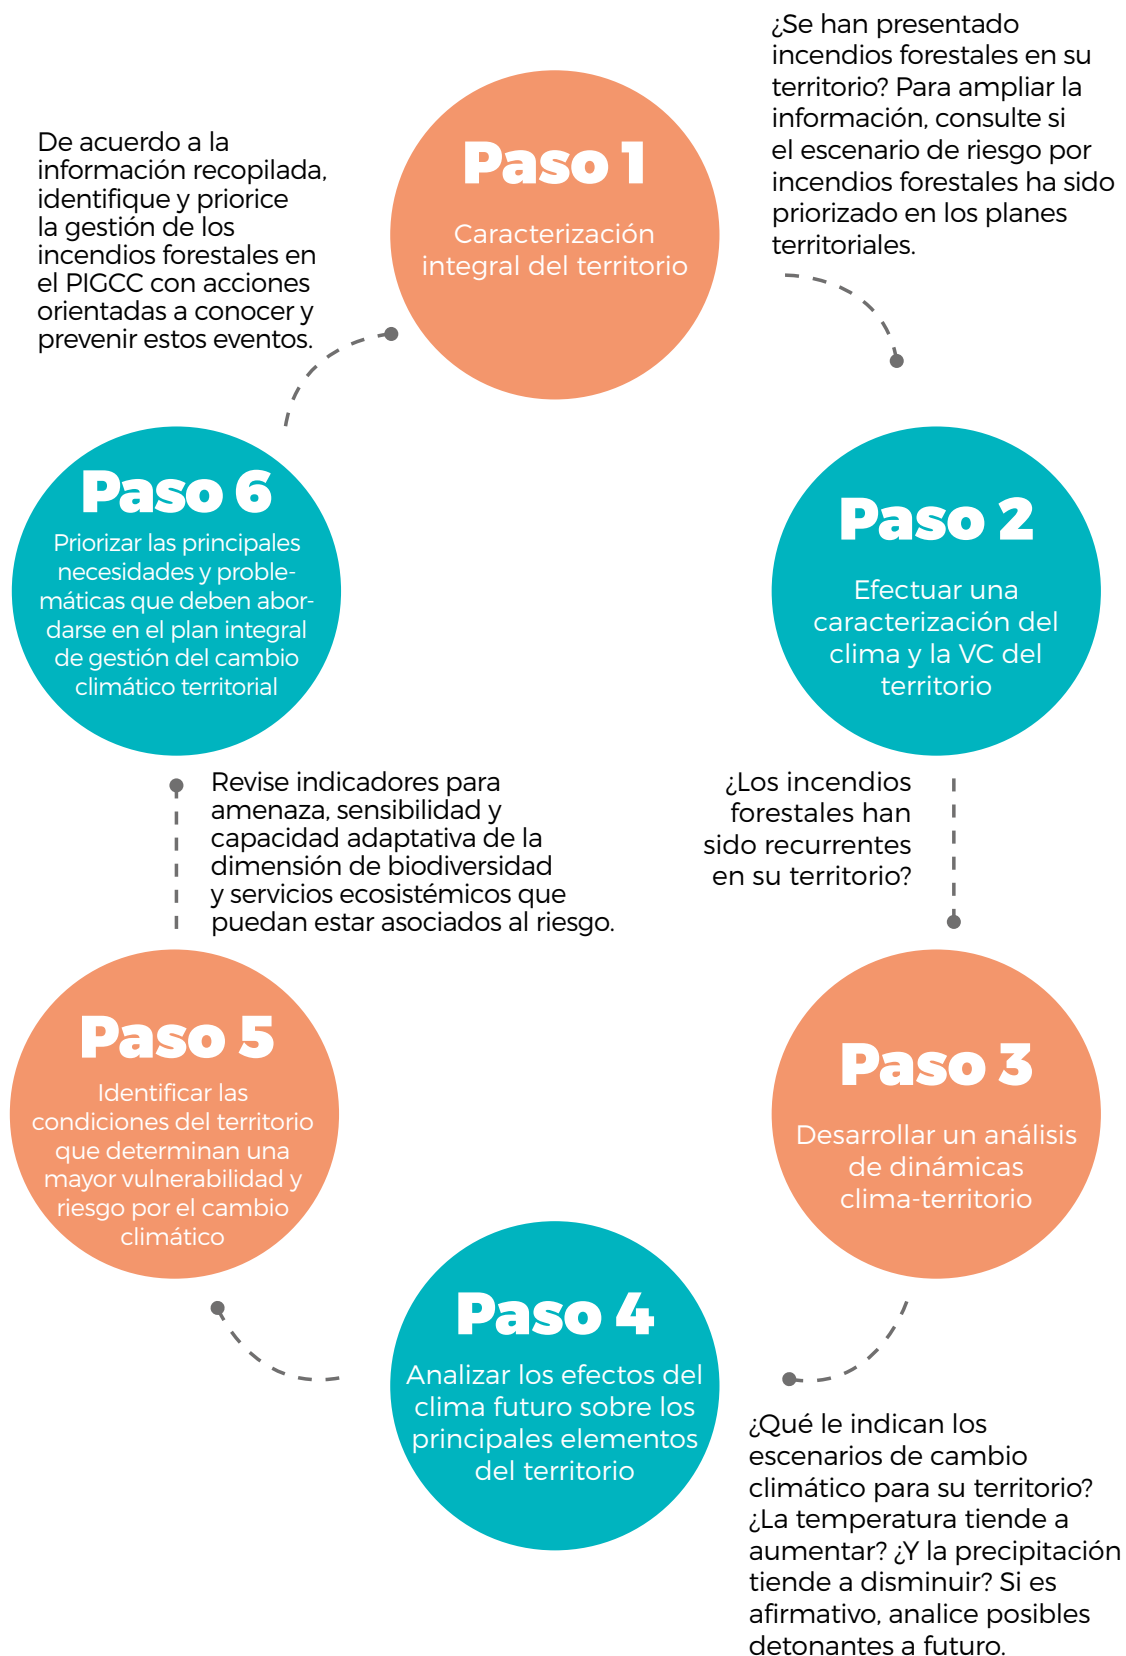 Paso 1
Caracterización
integral del territorio
¿Se han presentado
incendios forestales en su
territorio? Para ampliar la
información, consulte si
el escenario de riesgo por
incendios forestales ha sido
priorizado en los planes
territoriales.
Paso 2
Efectuar una
caracterización del
clima y la VC del
territorio
¿Los incendios
forestales han
sido recurrentes
en su territorio?
Paso 3
Desarrollar un análisis
de dinámicas
clima-territorio
¿Qué le indican los
escenarios de cambio
climático para su territorio?
¿La temperatura tiende a
aumentar? ¿Y la precipitación
tiende a disminuir? Si es
afirmativo, analice posibles
detonantes a futuro.
Paso 4
Analizar los efectos del
clima futuro sobre los
principales elementos
del territorio
Paso 5
Identificar las
condiciones del territorio
que determinan una
mayor vulnerabilidad y
riesgo por el cambio
climático
Revise indicadores para
amenaza, sensibilidad y
capacidad adaptativa de la
dimensión de biodiversidad
y servicios ecosistémicos que
puedan estar asociados al riesgo.
Paso 6
Priorizar las principales
necesidades y proble-
máticas que deben abor-
darse en el plan integral
de gestión del cambio
climático territorial
De acuerdo a la
información recopilada,
identifique y priorice
la gestión de los
incendios forestales en
el PIGCC con acciones
orientadas a conocer y
prevenir estos eventos.